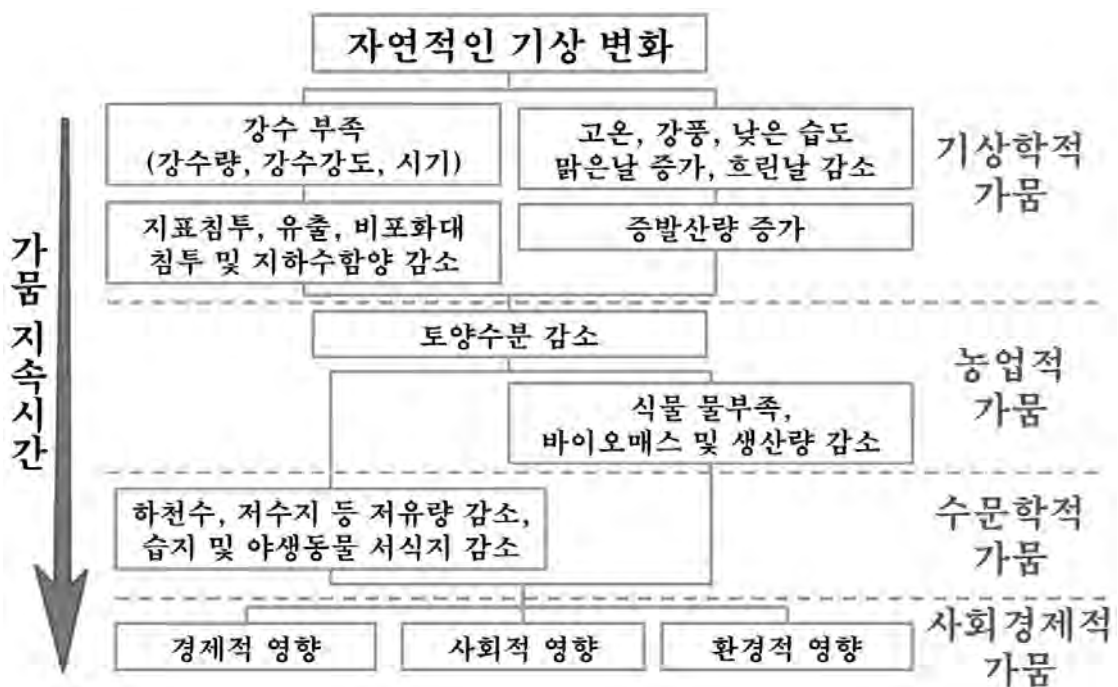 자연적인 기상 변화
강수 부족
(강수량, 강수강도, 시기)
고온, 강풍, 낮은 습도
맑은날 증가, 흐린날 감소
기상학적
가뭄
지표침투, 유출, 비포화대
침투 및 지하수함양 감소
증발산량 증가
가뭄 지속시간
토양수분 감소
농업적
가뭄
식물 물부족,
바이오매스 및 생산량 감소
하천수, 저수지 등 저유량 감소,
습지 및 야생동물 서식지 감소
수문학적
가뭄
경제적 영향
사회적 영향
환경적 영향
사회경제적
가뭄